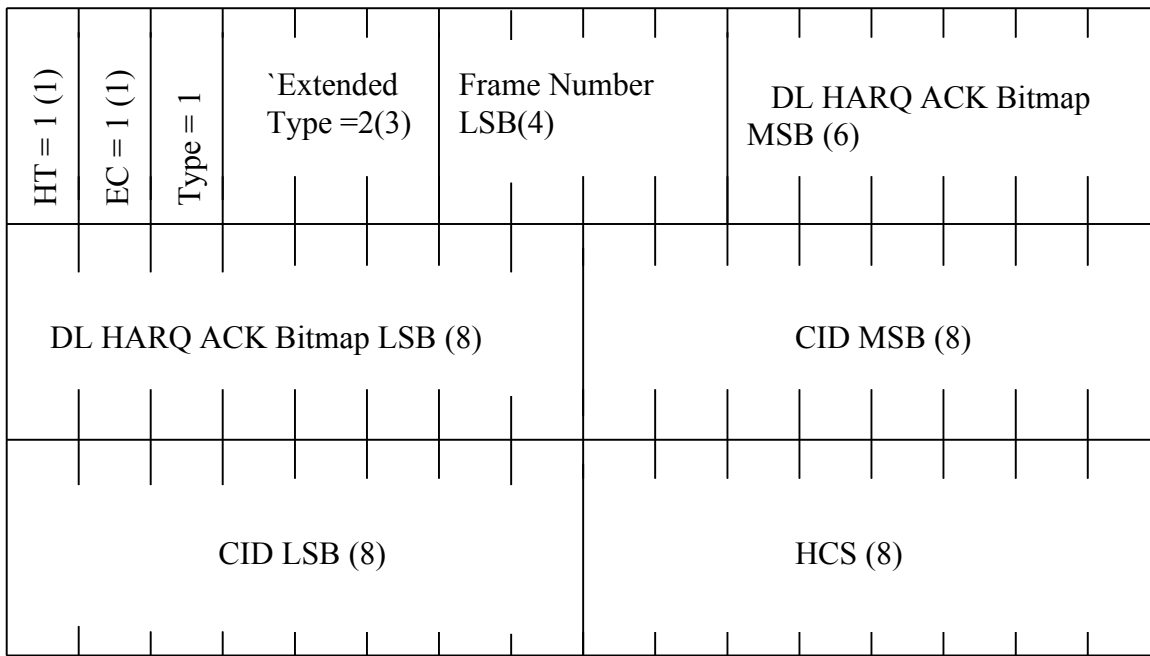 HT = 1 (1)
EC = 1 (1)
Type = 1
`Extended
Type =2(3)
Frame Number
LSB(4)
DL HARQ ACK Bitmap
MSB (6)
DL HARQ ACK Bitmap LSB (8)
CID MSB (8)
CID LSB (8)
HCS (8)